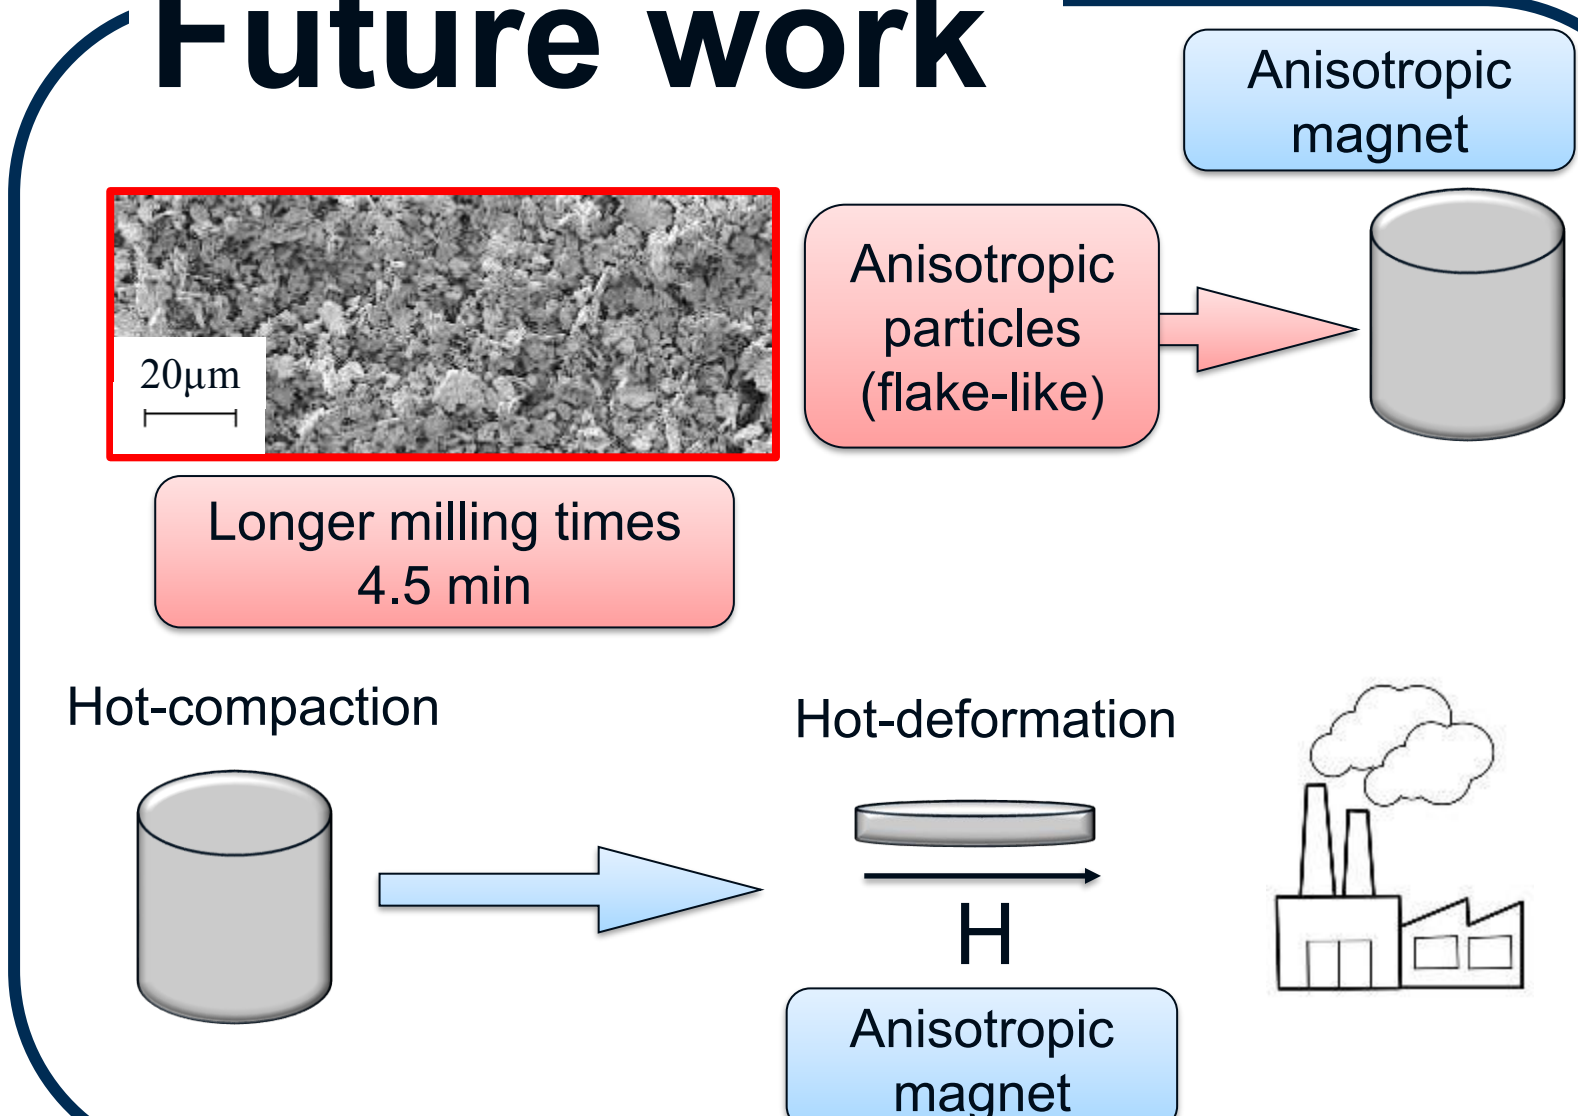 Future work
Anisotropic
magnet
20µm
Anisotropic
particles
(flake-like)
Longer milling times
4.5 min
Hot-compaction
Hot-deformation
H
Anisotropic
magnet